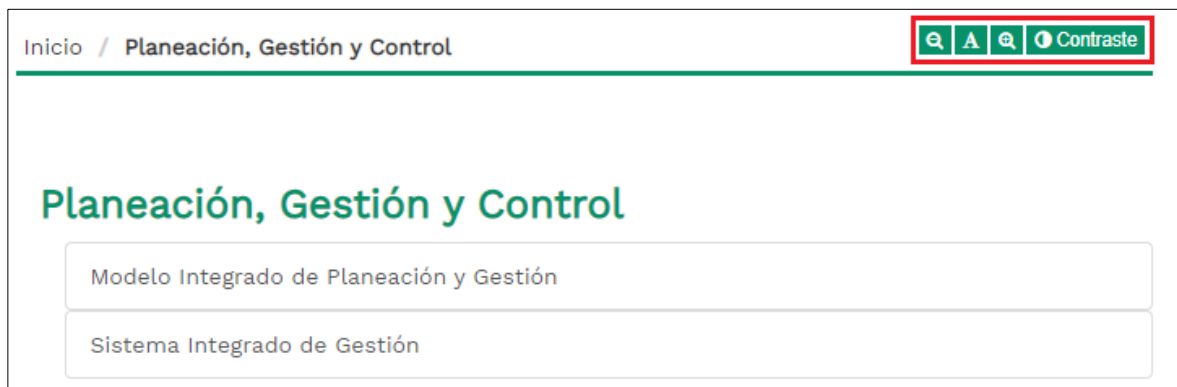 Inicio / Planeación, Gestión y Control
A Contraste
Planeación, Gestión y Control
Modelo Integrado de Planeación y Gestión
Sistema Integrado de Gestión